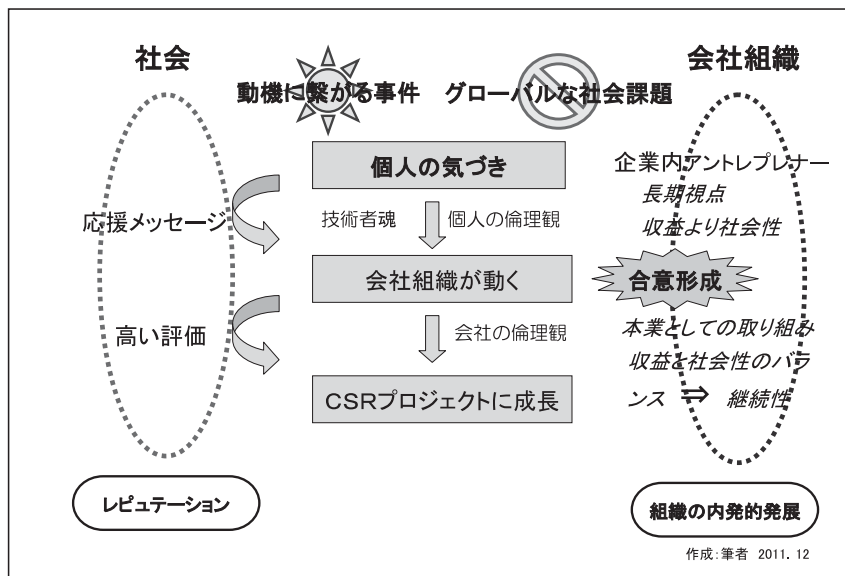 社会
会社組織
動機に繋がる事件
グローバルな社会課題
個人の気づき
企業内アントレプレナー
長期視点
収益より社会性
応援メッセージ
技術者魂
個人の倫理観
会社組織が動く
合意形成
高い評価
会社の倫理観
本業としての取り組み
収益と社会性のバラ
ンス ⇒ 継続性
CSRプロジェクトに成長
レピュテーション
組織の内発的発展
作成:筆者 2011.12